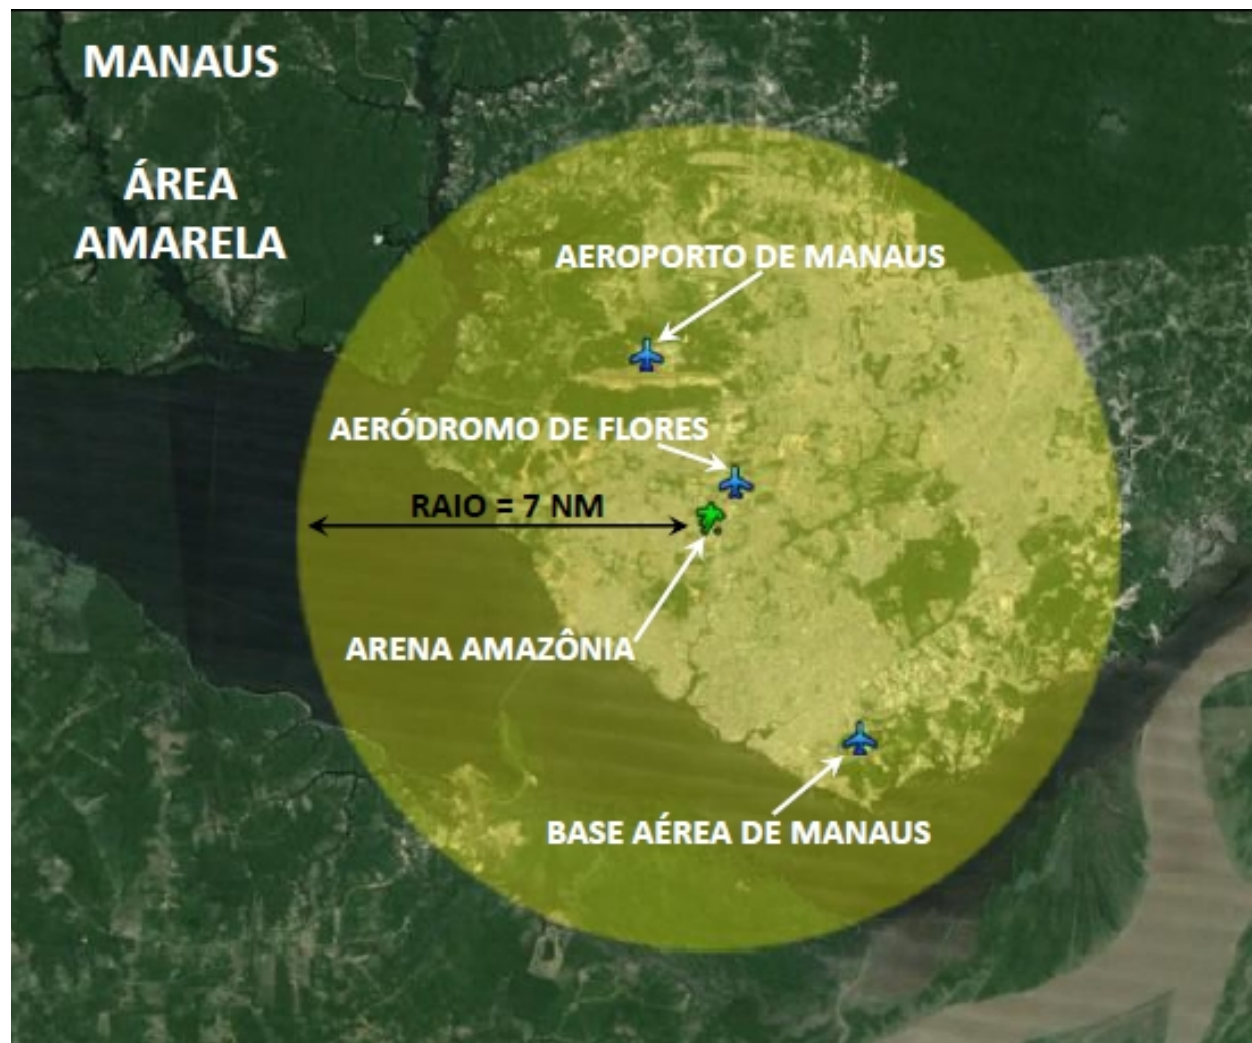 MANAUS
ÁREA
AMARELA
AEROPORTO DE MANAUS
AERÓDROMO DE FLORES
RAIO = 7 NM
ARENA AMAZÔNIA
BASE AÉREA DE MANAUS